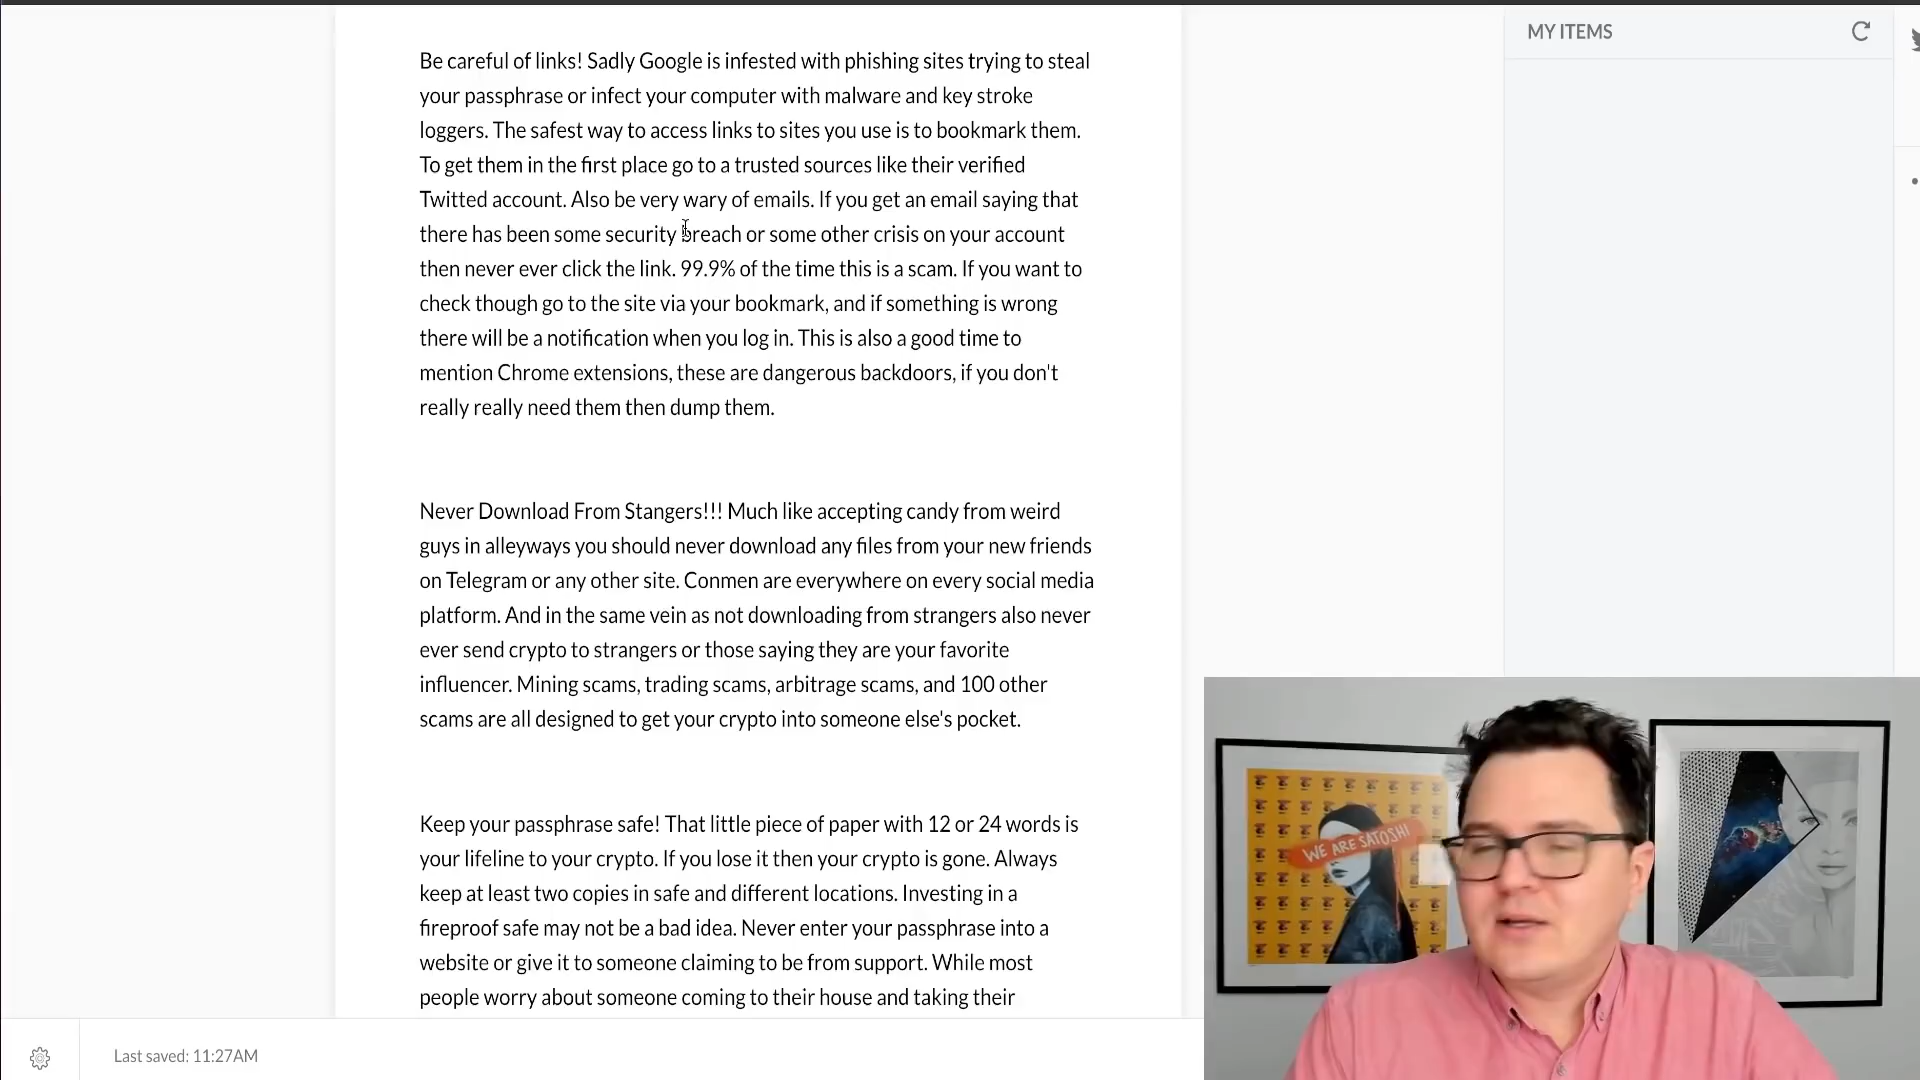 MY ITEMS
Be careful of links! Sadly Google is infested with phishing sites trying to steal
your passphrase or infect your computer with malware and key stroke
loggers. The safest way to access links to sites you use is to bookmark them.
To get them in the first place go to a trusted sources like their verified
Twitted account. Also be very wary of emails. If you get an email saying that
there has been some security breach or some other crisis on your account
then never ever click the link. 99.9% of the time this is a scam. If you want to
check though go to the site via your bookmark, and if something is wrong
there will be a notification when you log in. This is also a good time to
mention Chrome extensions, these are dangerous backdoors, if you don't
really really need them then dump them.
Never Download From Stangers!!! Much like accepting candy from weird
guys in alleyways you should never download any files from your new friends
on Telegram or any other site. Conmen are everywhere on every social media
platform. And in the same vein as not downloading from strangers also never
ever send crypto to strangers or those saying they are your favorite
influencer. Mining scams, trading scams, arbitrage scams, and 100 other
scams are all designed to get your crypto into someone else's pocket.
Keep your passphrase safe! That little piece of paper with 12 or 24 words is
your lifeline to your crypto. If you lose it then your crypto is gone. Always
keep at least two copies in safe and different locations. Investing in a
fireproof safe may not be a bad idea. Never enter your passphrase into a
website or give it to someone claiming to be from support. While most
people worry about someone coming to their house and taking their
WE ARE SATOSHI
Last saved: 11:27AM